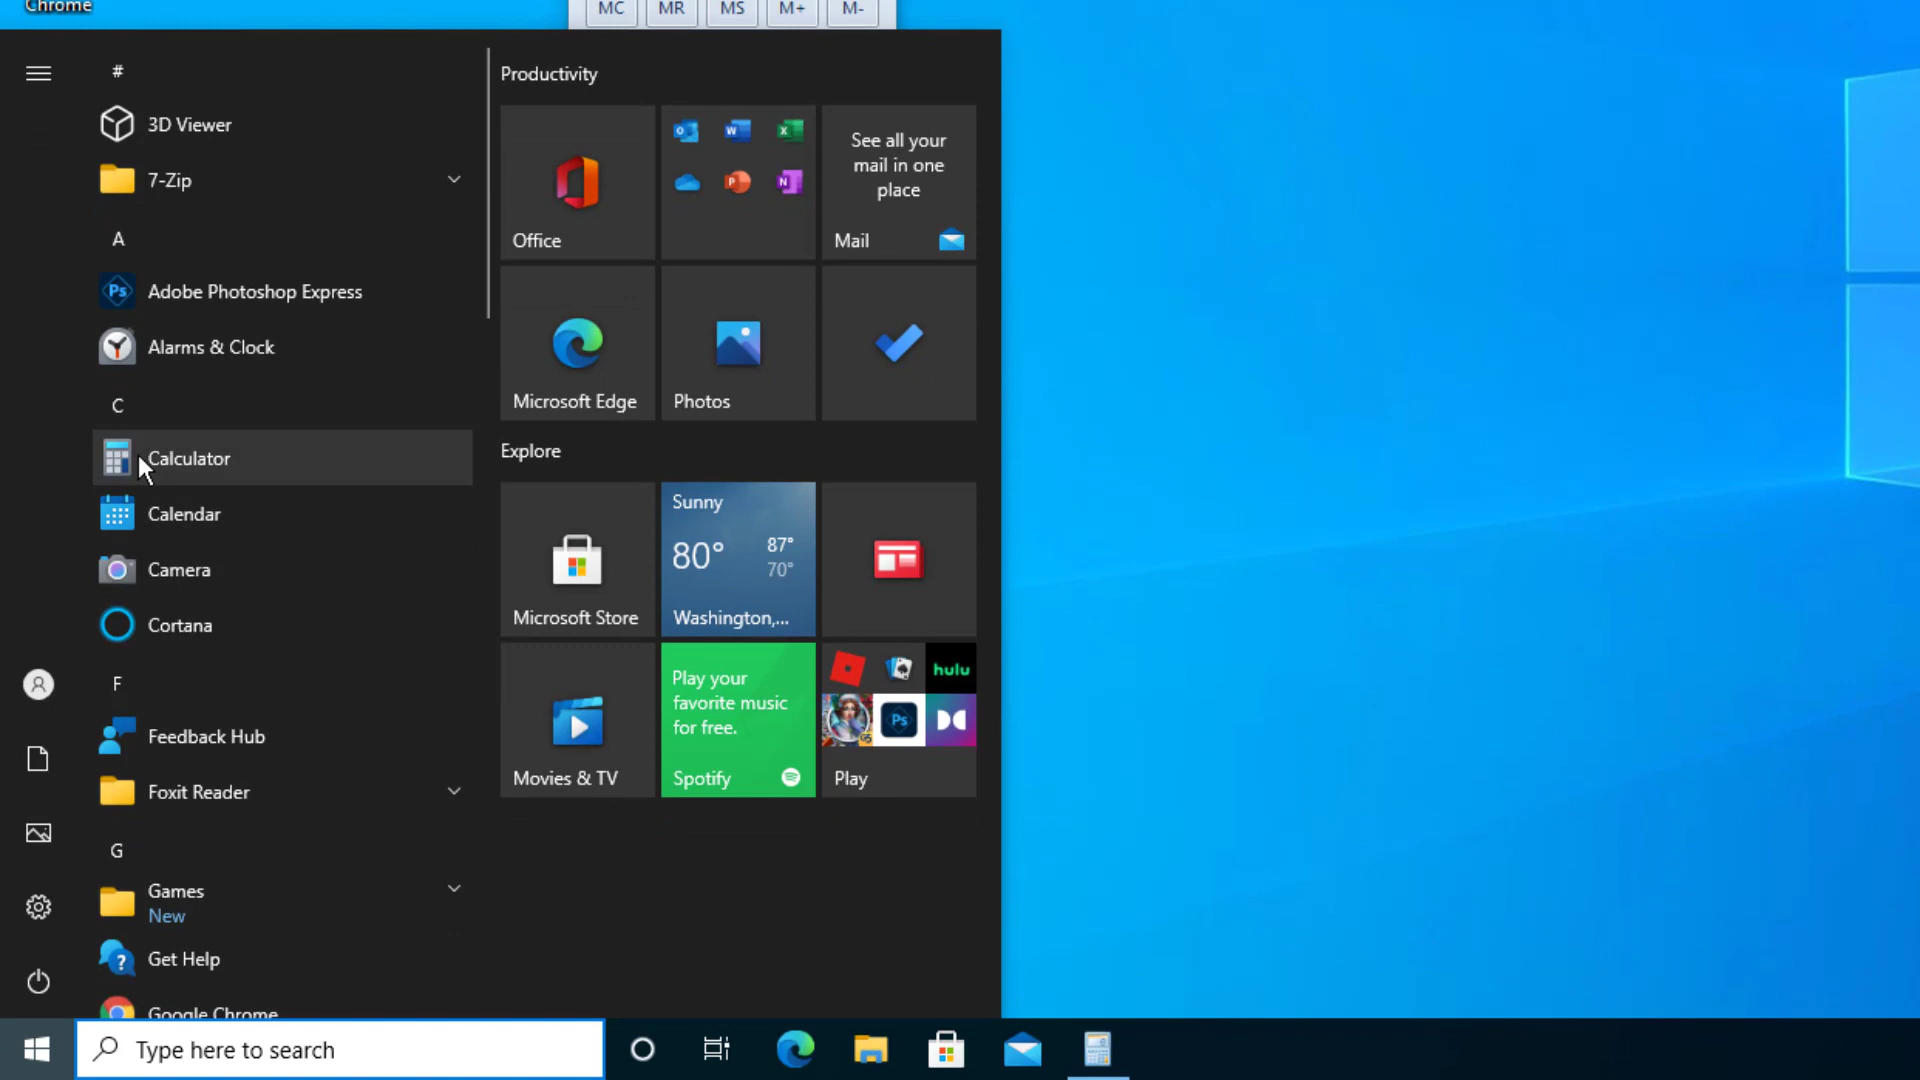 Chrome
MC MR MS M+ M-
#
3D Viewer
7-Zip
A
Adobe Photoshop Express
Alarms & Clock
C
Calculator
Calendar
Camera
Cortana
F
Feedback Hub
Foxit Reader
G
Games
New
Get Help
Google Chrome
Productivity
Office
See all your
mail in one
place
Mail
Microsoft Edge
Photos
Explore
Microsoft Store
Sunny
80°
87°
70°
Washington,...
Movies & TV
Play your
favorite music
for free.
Spotify
hulu
Ps
Play
Type here to search